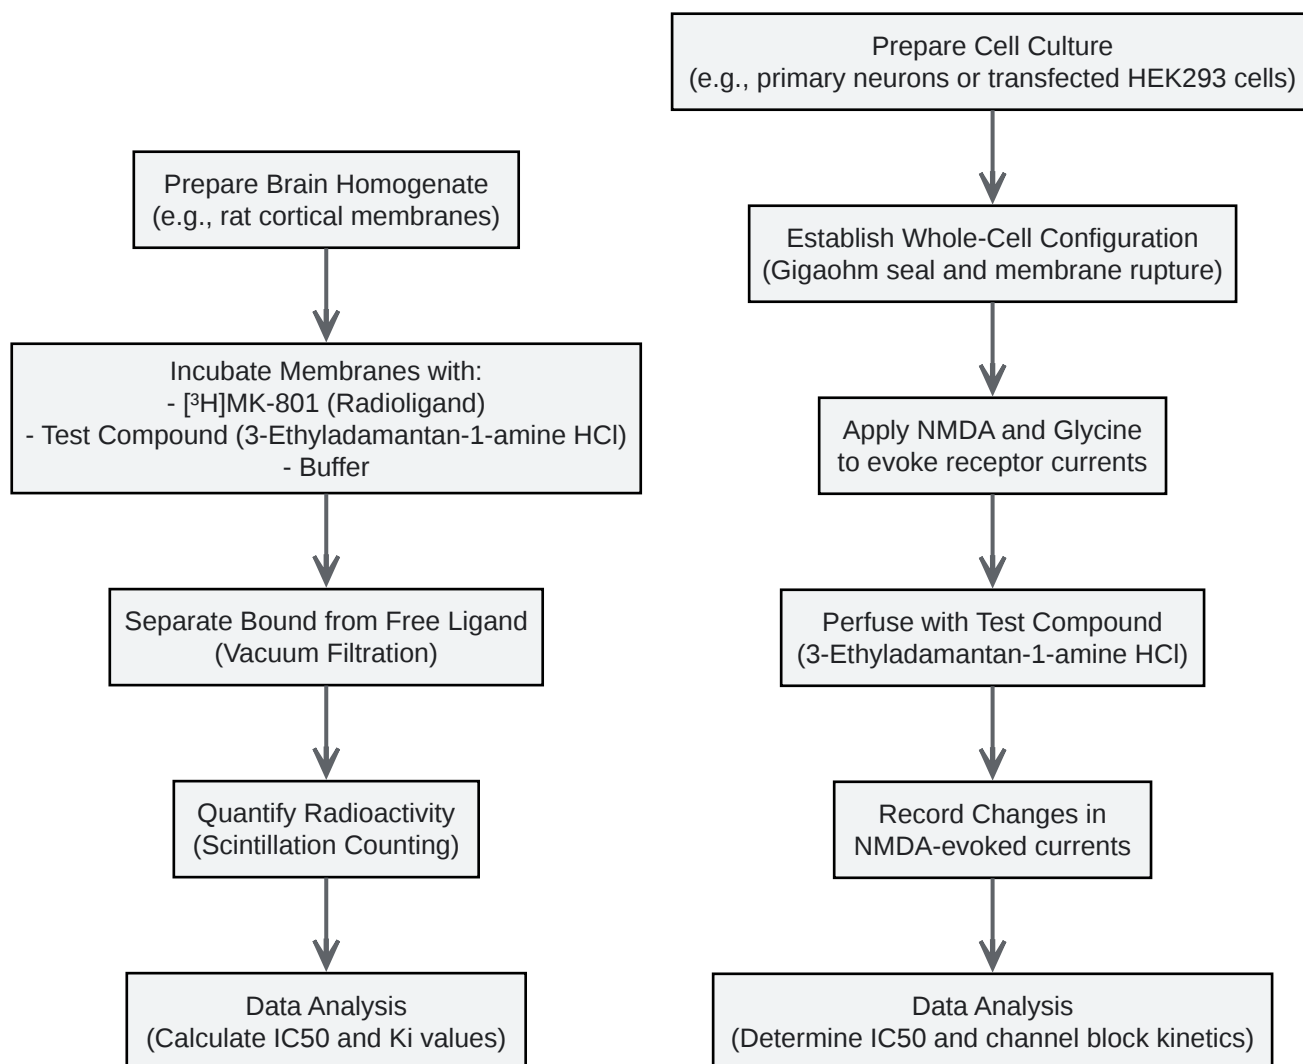 Prepare Brain Homogenate
(e.g., rat cortical membranes)
Incubate Membranes with:
- [³H]MK-801 (Radioligand)
- Test Compound (3-Ethyladamantan-1-amine HCl)
- Buffer
Separate Bound from Free Ligand
(Vacuum Filtration)
Quantify Radioactivity
(Scintillation Counting)
Data Analysis
(Calculate IC50 and Ki values)
Prepare Cell Culture
(e.g., primary neurons or transfected HEK293 cells)
Establish Whole-Cell Configuration
(Gigaohm seal and membrane rupture)
Apply NMDA and Glycine
to evoke receptor currents
Perfuse with Test Compound
(3-Ethyladamantan-1-amine HCl)
Record Changes in
NMDA-evoked currents
Data Analysis
(Determine IC50 and channel block kinetics)